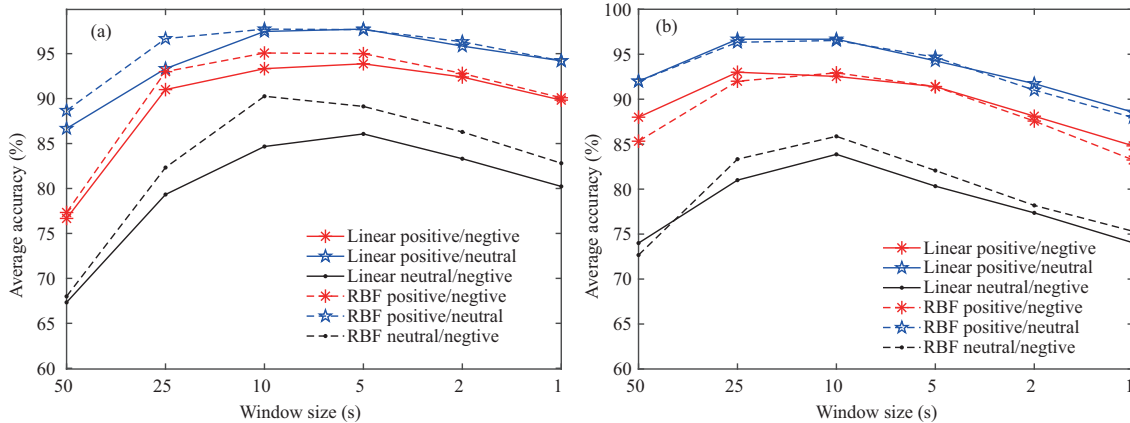 (a)
95
90
85
80
75
70
65
60
Average accuracy (%)
50 25 10 5 2 1
Window size (s)
Linear positive/negtive
Linear positive/neutral
Linear neutral/negtive
RBF positive/negtive
RBF positive/neutral
RBF neutral/negtive
(b)
100
95
90
85
80
75
70
65
60
Average accuracy (%)
50 25 10 5 2 1
Window size (s)
Linear positive/negtive
Linear positive/neutral
Linear neutral/negtive
RBF positive/negtive
RBF positive/neutral
RBF neutral/negtive